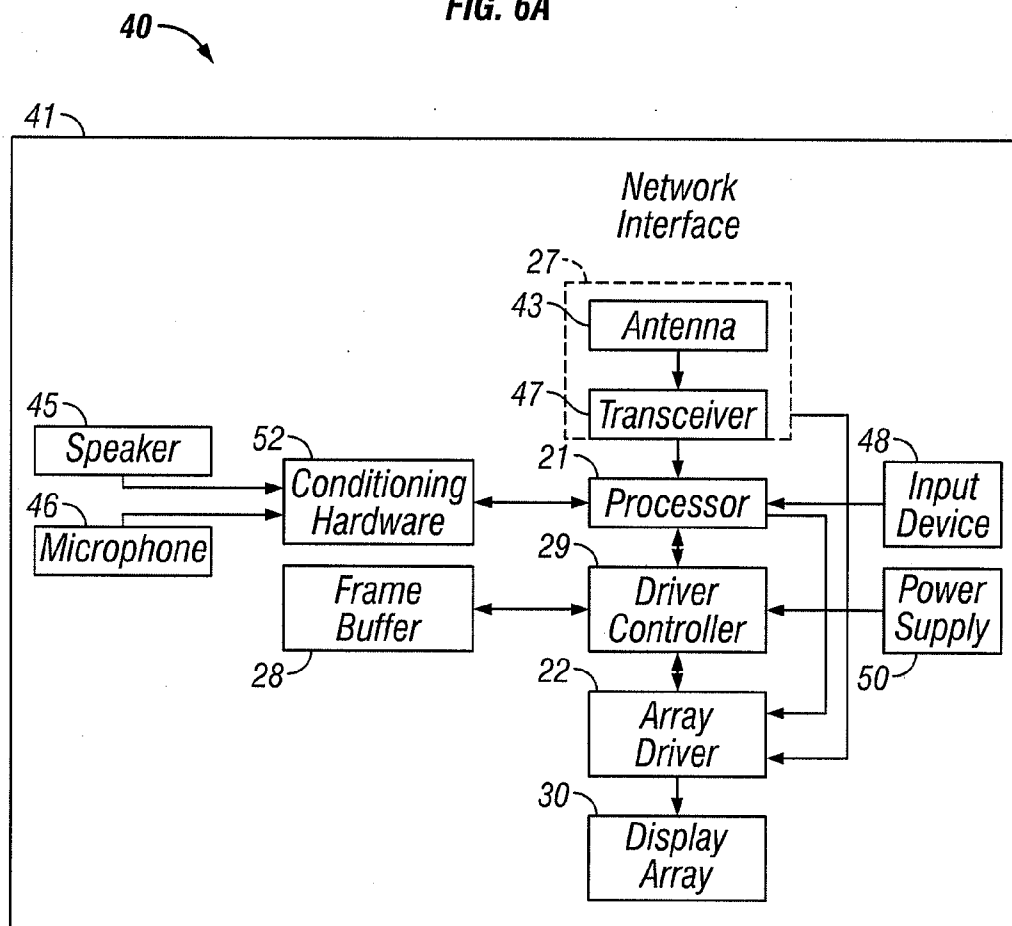 FIG. 6A
40
41
Network
Interface
27
43
Antenna
47
Transceiver
45
Speaker
52
Conditioning
Hardware
21
Processor
48
Input
Device
46
Microphone
29
Driver
Controller
Frame
Buffer
28
Power
Supply
50
22
Array
Driver
30
Display
Array